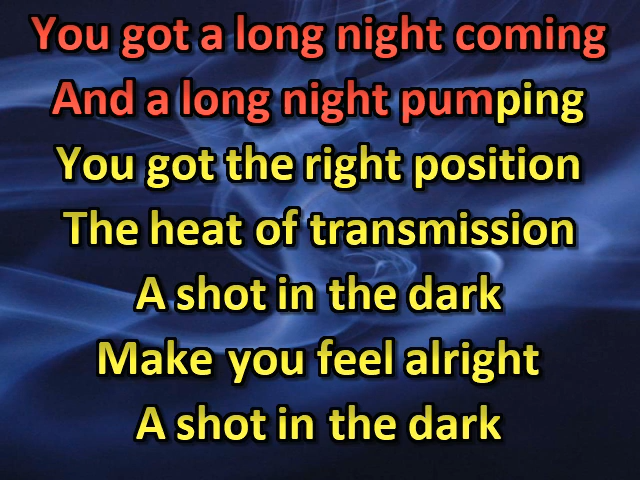 You got a long night coming
And a long night pumping
You got the right position
The heat of transmission
A shot in the dark
Make you feel alright
A shot in the dark